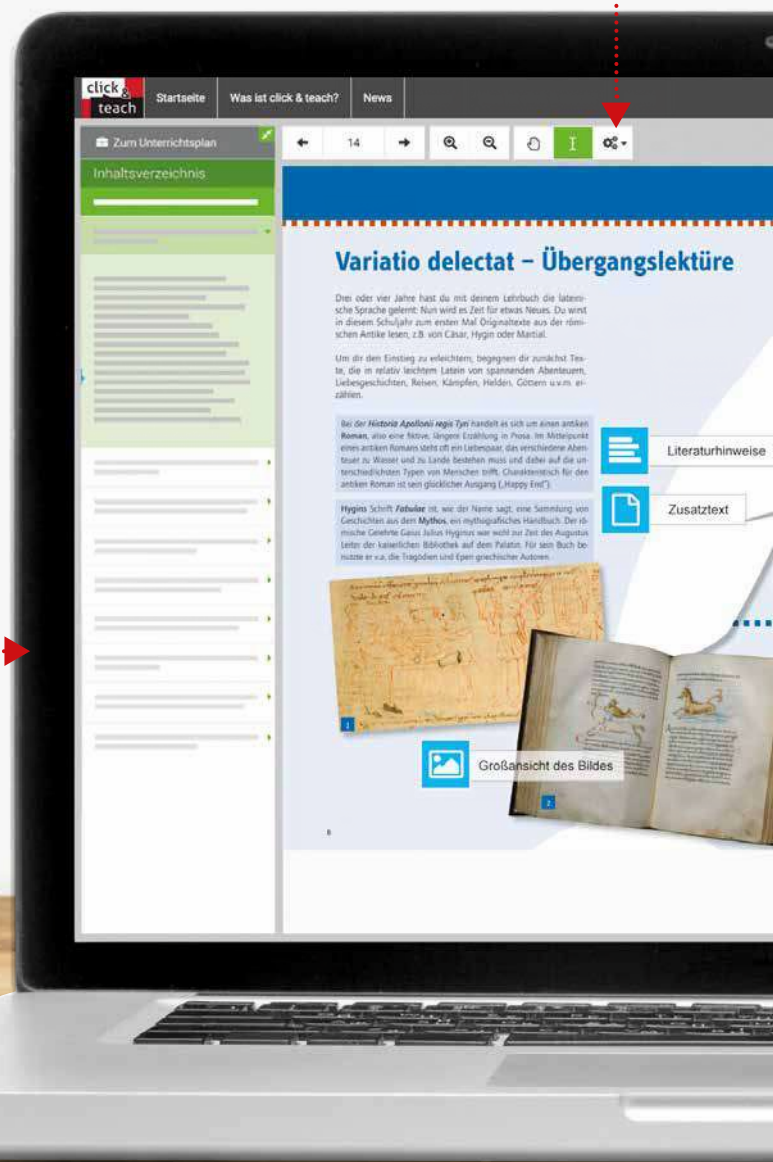 click &
teach
Startseite
Was ist click & teach?
News
Zum Unterrichtsplan
14
Inhaltsverzeichnis
Variatio delectat – Übergangslektüre
Drei oder vier Jahre hast du mit deinem Lehrbuch die lateini-
sche Sprache gelernt: Nun wird es Zeit für etwas Neues. Du wirst
in diesem Schuljahr zum ersten Mal Originaltexte aus der römi-
schen Antike lesen, z.B. von Cäsar, Hygin oder Martial.
Um dir den Einstieg zu erleichtern, begegnen dir zunächst Tex-
te, die in relativ leichtem Latein von spannenden Abenteuern,
Liebesgeschichten, Reisen, Kämpfen, Helden, Göttern u.v.m. er-
zählen.
Bei der Historia Apollonii regis Tyri handelt es sich um einen antiken
Roman, also eine fiktive, längere Erzählung in Prosa. Im Mittelpunkt
eines antiken Romans steht oft ein Liebespaar, das verschiedene Aben-
teuer zu Wasser und zu Lande bestehen muss und dabei auf die un-
terschiedlichsten Typen von Menschen trifft. Charakteristisch für den
antiken Roman ist sein glücklicher Ausgang („Happy End“).
Hygins Schrift Fabulae ist, wie der Name sagt, eine Sammlung von
Geschichten aus dem Mythos, ein mythografisches Handbuch. Der rö-
mische Gelehrte Gaius Julius Hyginus war wohl zur Zeit des Augustus
Leiter der kaiserlichen Bibliothek auf dem Palatin. Für sein Buch be-
nutzte er v.a. die Tragödien und Epen griechischer Autoren.
Literaturhinweise
Zusatztext
1
Großansicht des Bildes
2
8